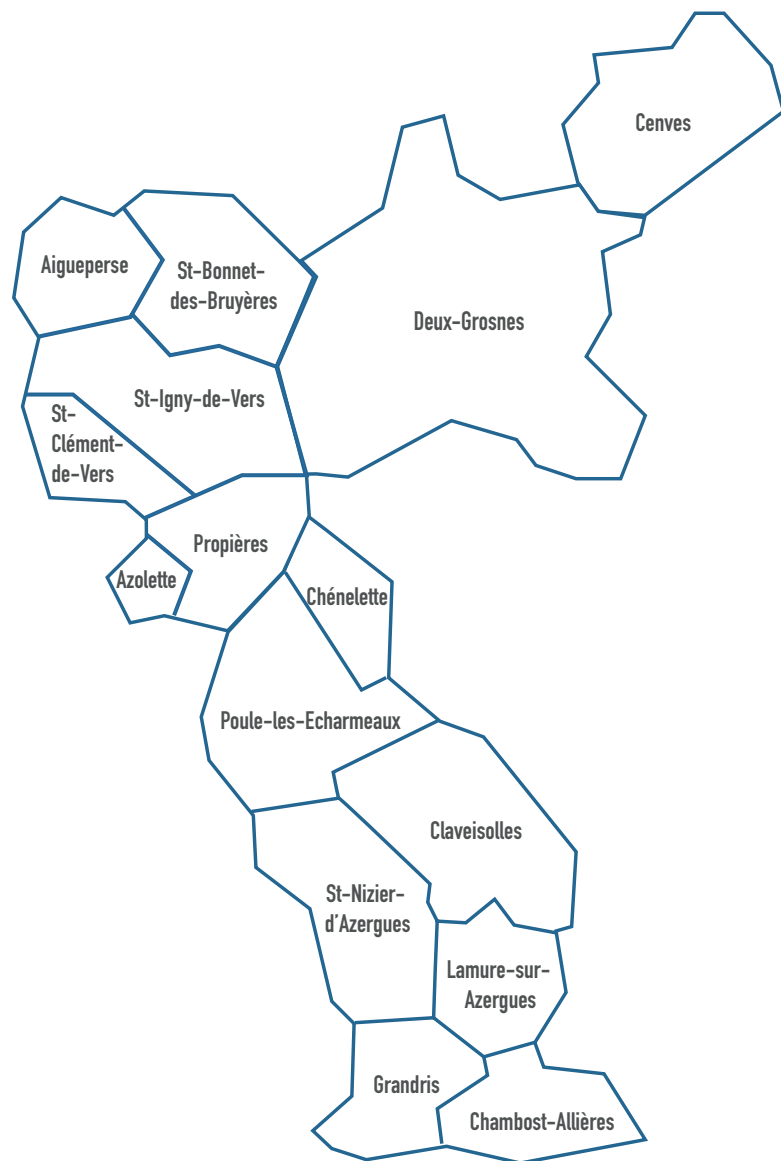 Cenves
Aigueperse
St-Bonnet-
des-Bruyères
Deux-Grosnes
St-Igny-de-Vers
St-
Clément-
de-Vers
Propières
Azolette
Chénelette
Poule-les-Echarmeaux
Claveisolles
St-Nizier-
d'Azergues
Lamure-sur-
Azergues
Grandris
Chambost-Allières